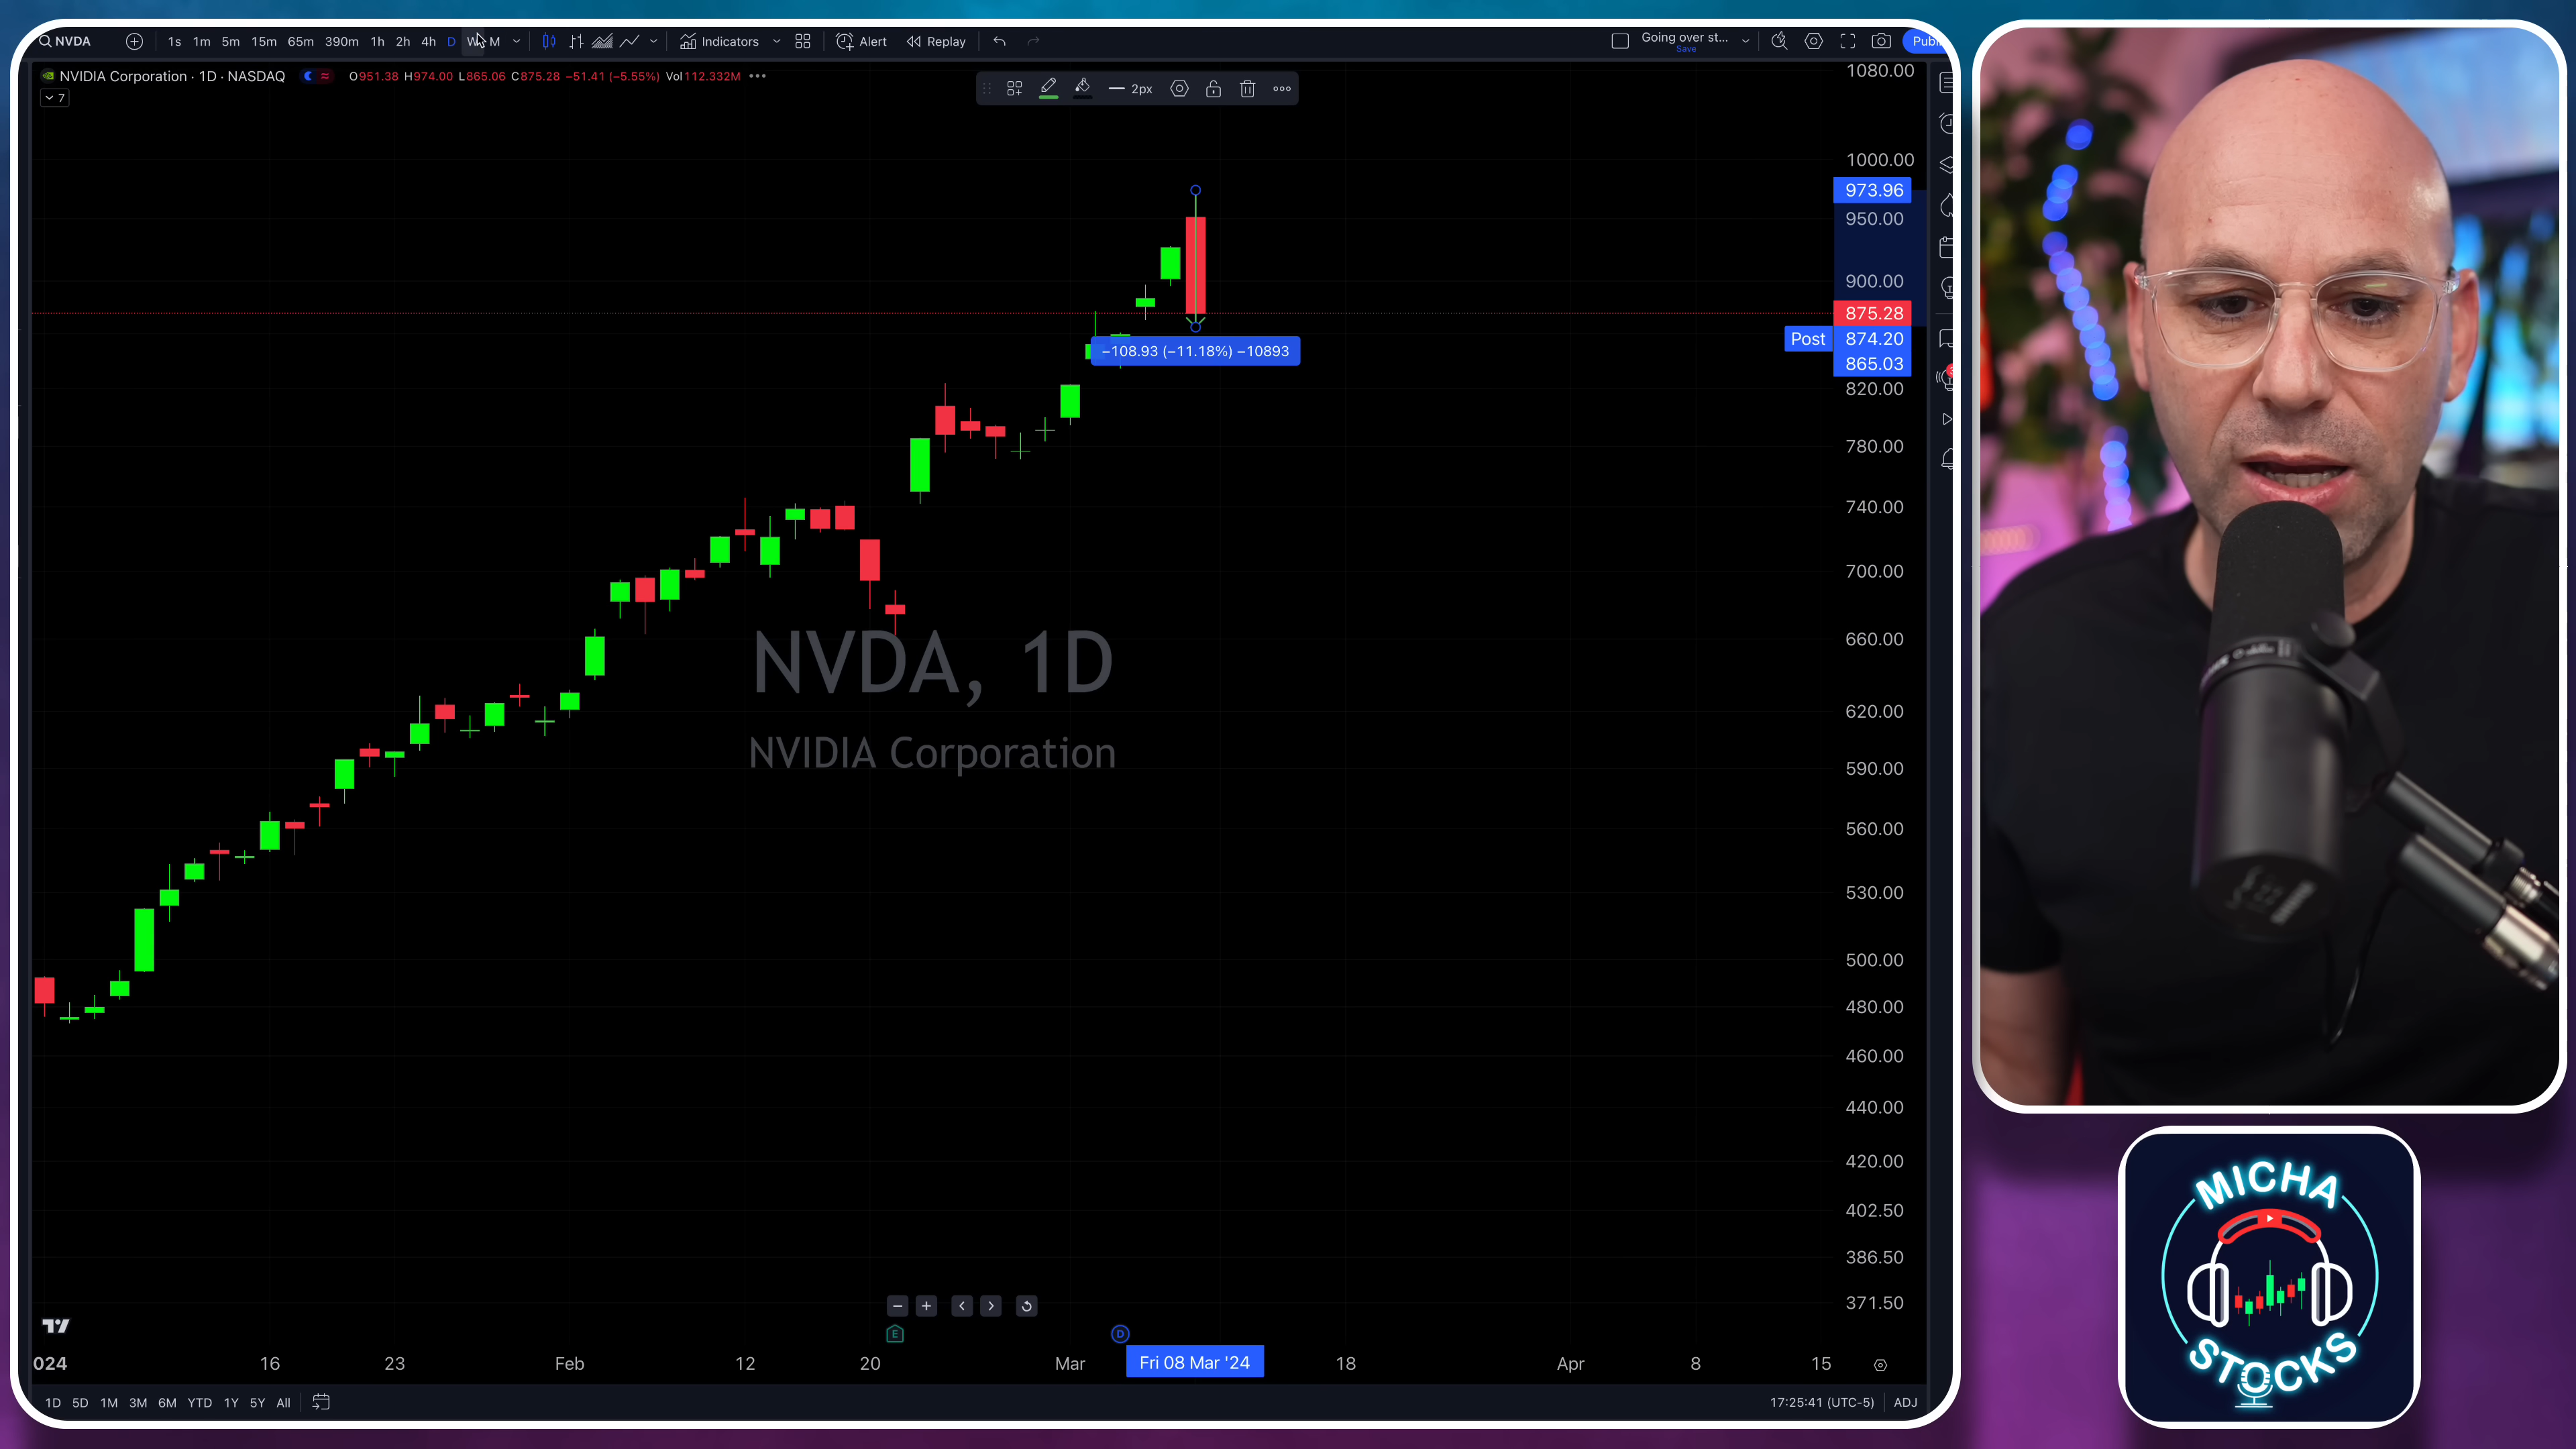 NVDA 1s 1m 5m 15m 65m 390m 1h 2h 4h D W M Indicators Alert Replay Going over st... Save Publ
NVIDIA Corporation · 1D · NASDAQ O951.38 H974.00 L865.06 C875.28 −51.41 (−5.55%) Vol112.332M
7
2px
1080.00
1000.00
973.96
950.00
900.00
875.28
Post 874.20
865.03
−108.93 (−11.18%) −10893
820.00
780.00
740.00
700.00
660.00
620.00
590.00
560.00
530.00
500.00
480.00
460.00
440.00
420.00
402.50
386.50
371.50
NVDA, 1D
NVIDIA Corporation
E D
024 16 23 Feb 12 20 Mar Fri 08 Mar '24 18 Apr 8 15
1D 5D 1M 3M 6M YTD 1Y 5Y All 17:25:41 (UTC-5) ADJ
MICHA
STOCKS